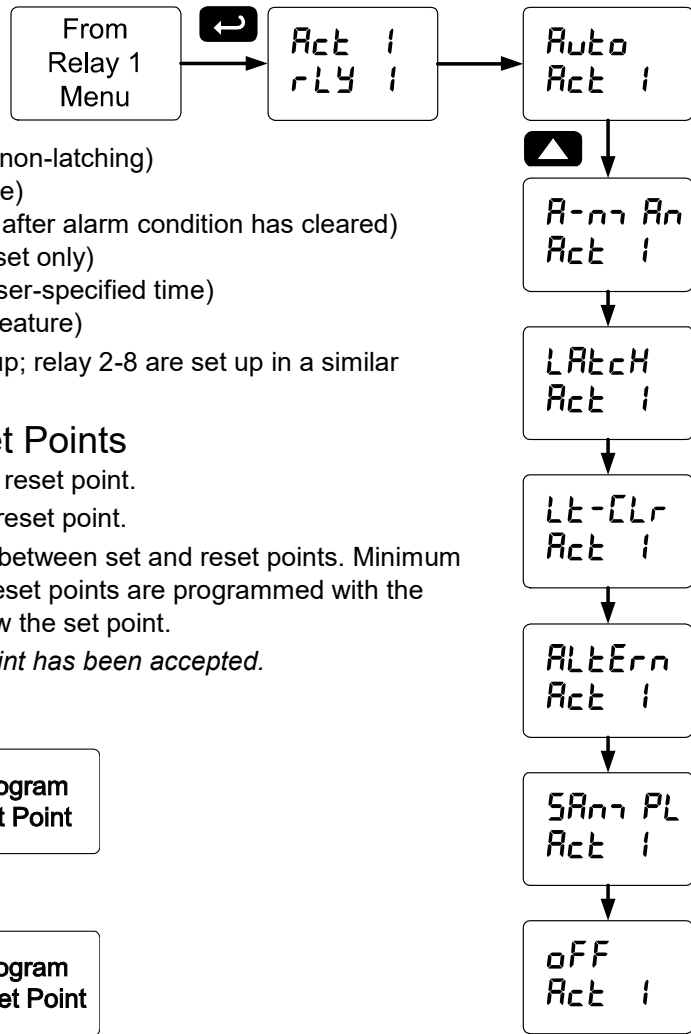 From
Relay 1
Menu
Act 1
rLY 1
Auto
Act 1
non-latching)
e)
after alarm condition has cleared)
set only)
ser-specified time)
eature)
up; relay 2-8 are set up in a similar
et Points
reset point.
reset point.
between set and reset points. Minimum
eset points are programmed with the
w the set point.
int has been accepted.
ogram
t Point
ogram
et Point
A-mAn
Act 1
LAtcH
Act 1
Lt-CLr
Act 1
ALtErn
Act 1
SAmPL
Act 1
oFF
Act 1